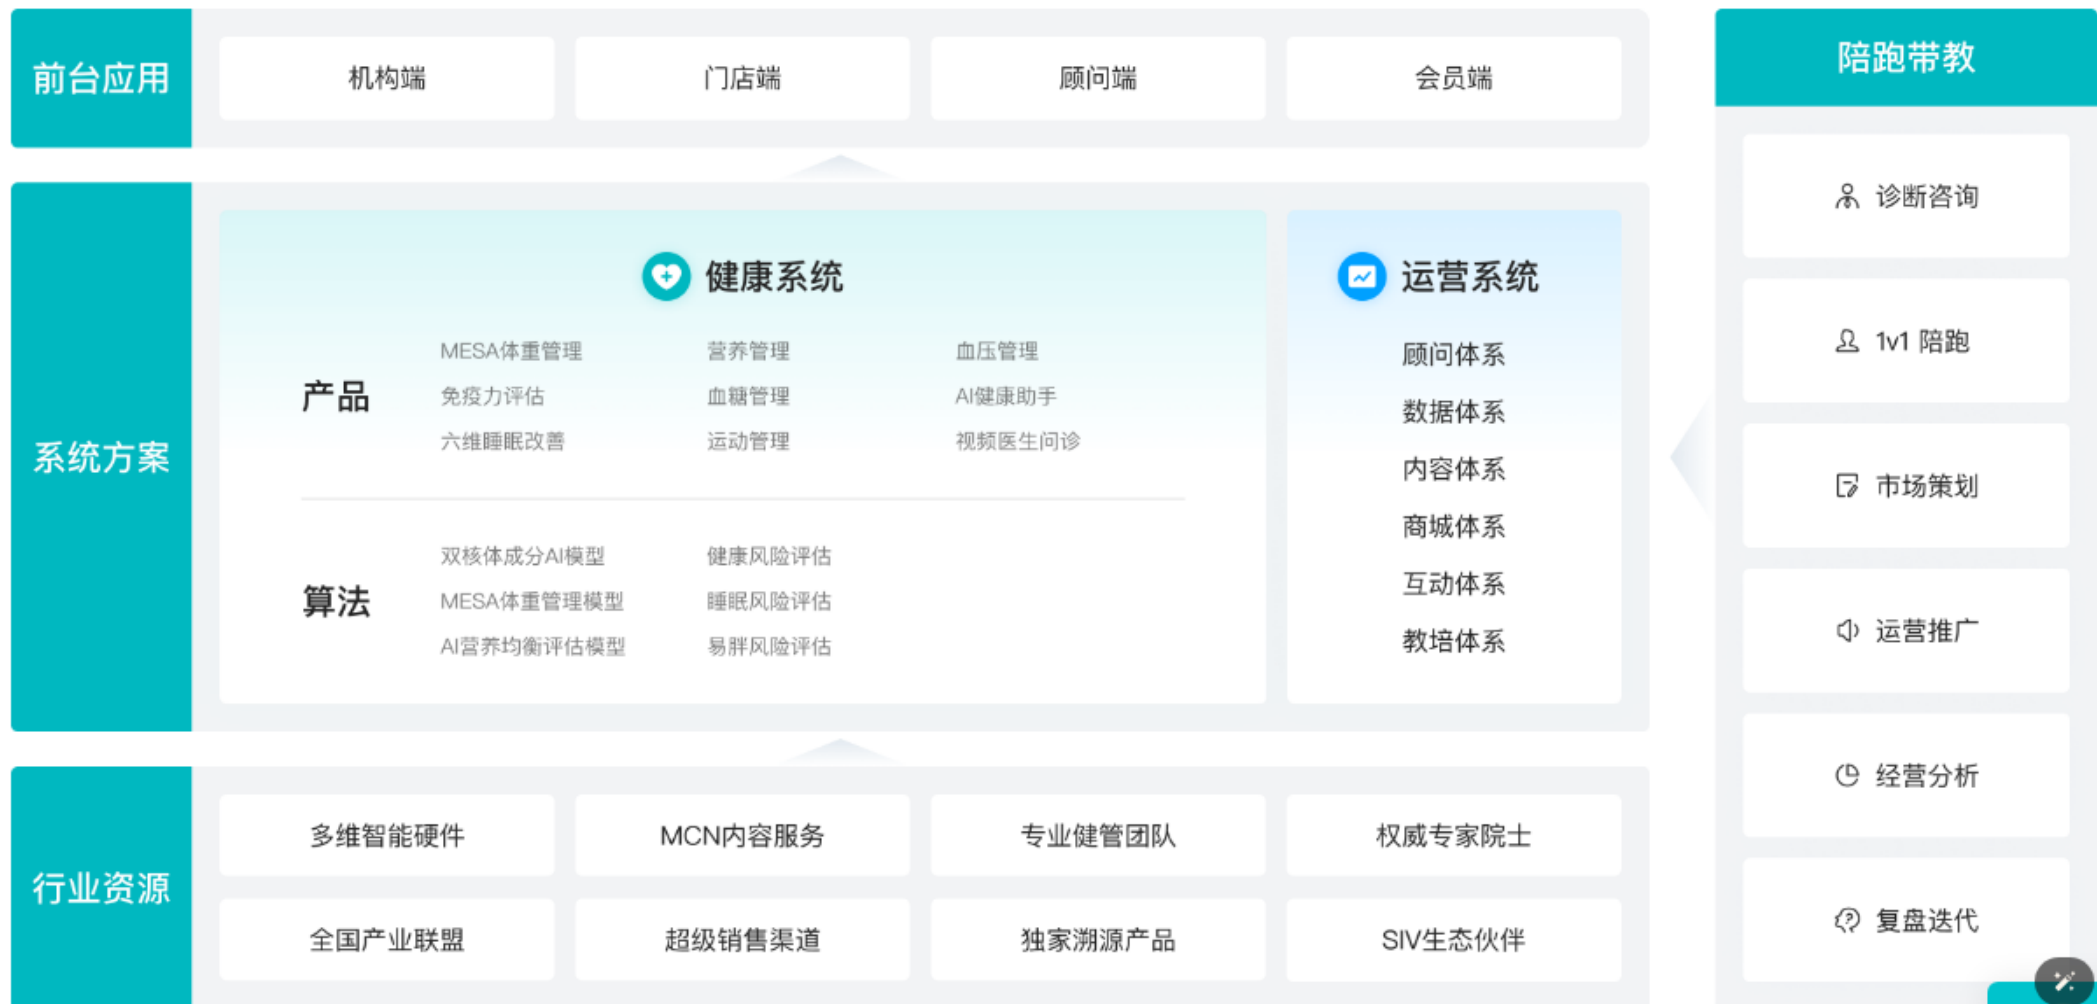 前台应用
机构端
门店端
顾问端
会员端
系统方案
健康系统
产品
MESA体重管理
营养管理
血压管理
免疫力评估
血糖管理
AI健康助手
六维睡眠改善
运动管理
视频医生问诊
算法
双核体成分AI模型
健康风险评估
MESA体重管理模型
睡眠风险评估
AI营养均衡评估模型
易胖风险评估
运营系统
顾问体系
数据体系
内容体系
商城体系
互动体系
教培体系
行业资源
多维智能硬件
MCN内容服务
专业健管团队
权威专家院士
全国产业联盟
超级销售渠道
独家溯源产品
SIV生态伙伴
陪跑带教
诊断咨询
1v1 陪跑
市场策划
运营推广
经营分析
复盘迭代